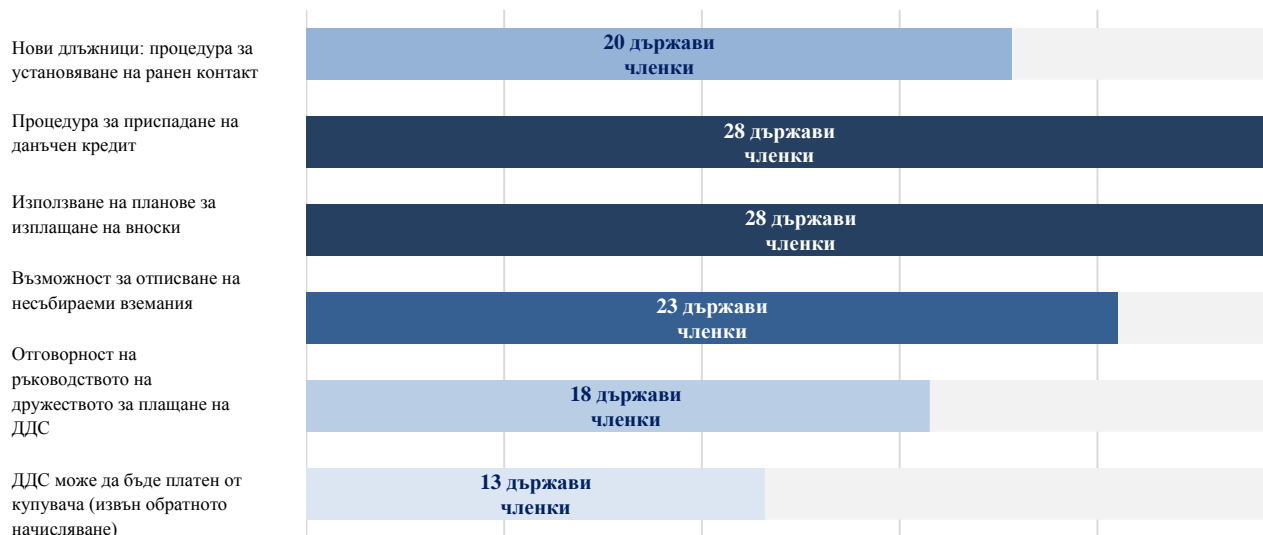 Нови длъжници: процедура за
установяване на ранен контакт
20 държави
членки
Процедура за приспадане на
данъчен кредит
28 държави
членки
Използване на планове за
изплащане на вноски
28 държави
членки
Възможност за отписване на
несъбираеми вземания
23 държави
членки
Отговорност на
ръководството на
дружеството за плащане на
ДДС
18 държави
членки
ДДС може да бъде платен от
купувача (извън обратното
начисляване)
13 държави
членки